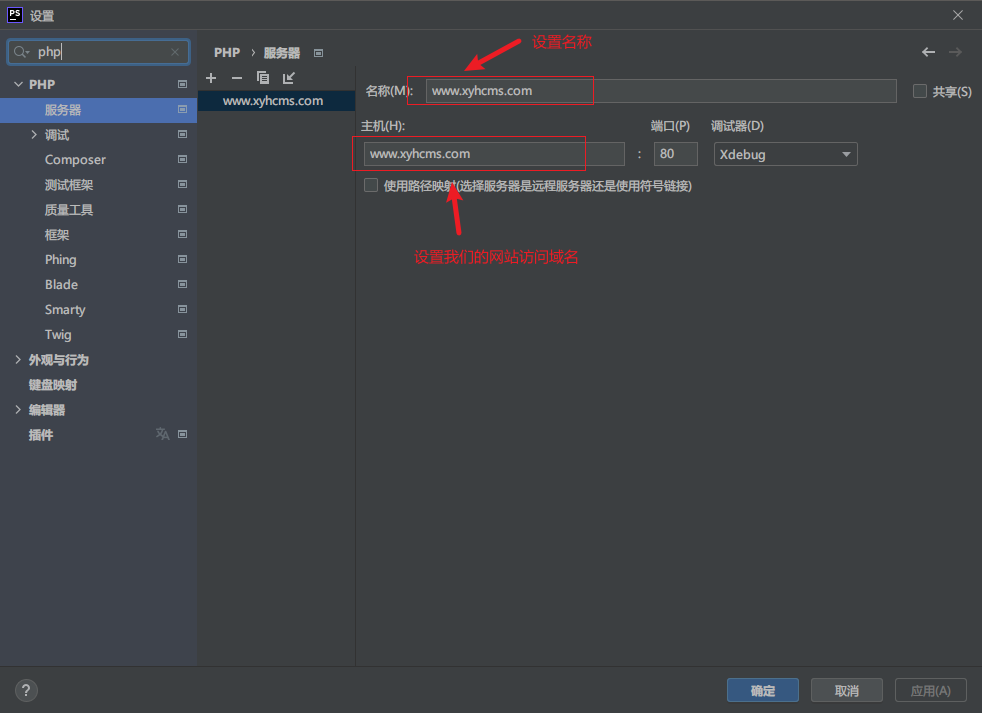 PS 设置
php
PHP
服务器
调试
Composer
测试框架
质量工具
框架
Phing
Blade
Smarty
Twig
外观与行为
键盘映射
编辑器
插件
PHP › 服务器
www.xyhcms.com
设置名称
名称(M): www.xyhcms.com 共享(S)
主机(H): 端口(P) 调试器(D)
www.xyhcms.com : 80 Xdebug
使用路径映射(选择服务器是远程服务器还是使用符号链接)
设置我们的网站访问域名
? 确定 取消 应用(A)